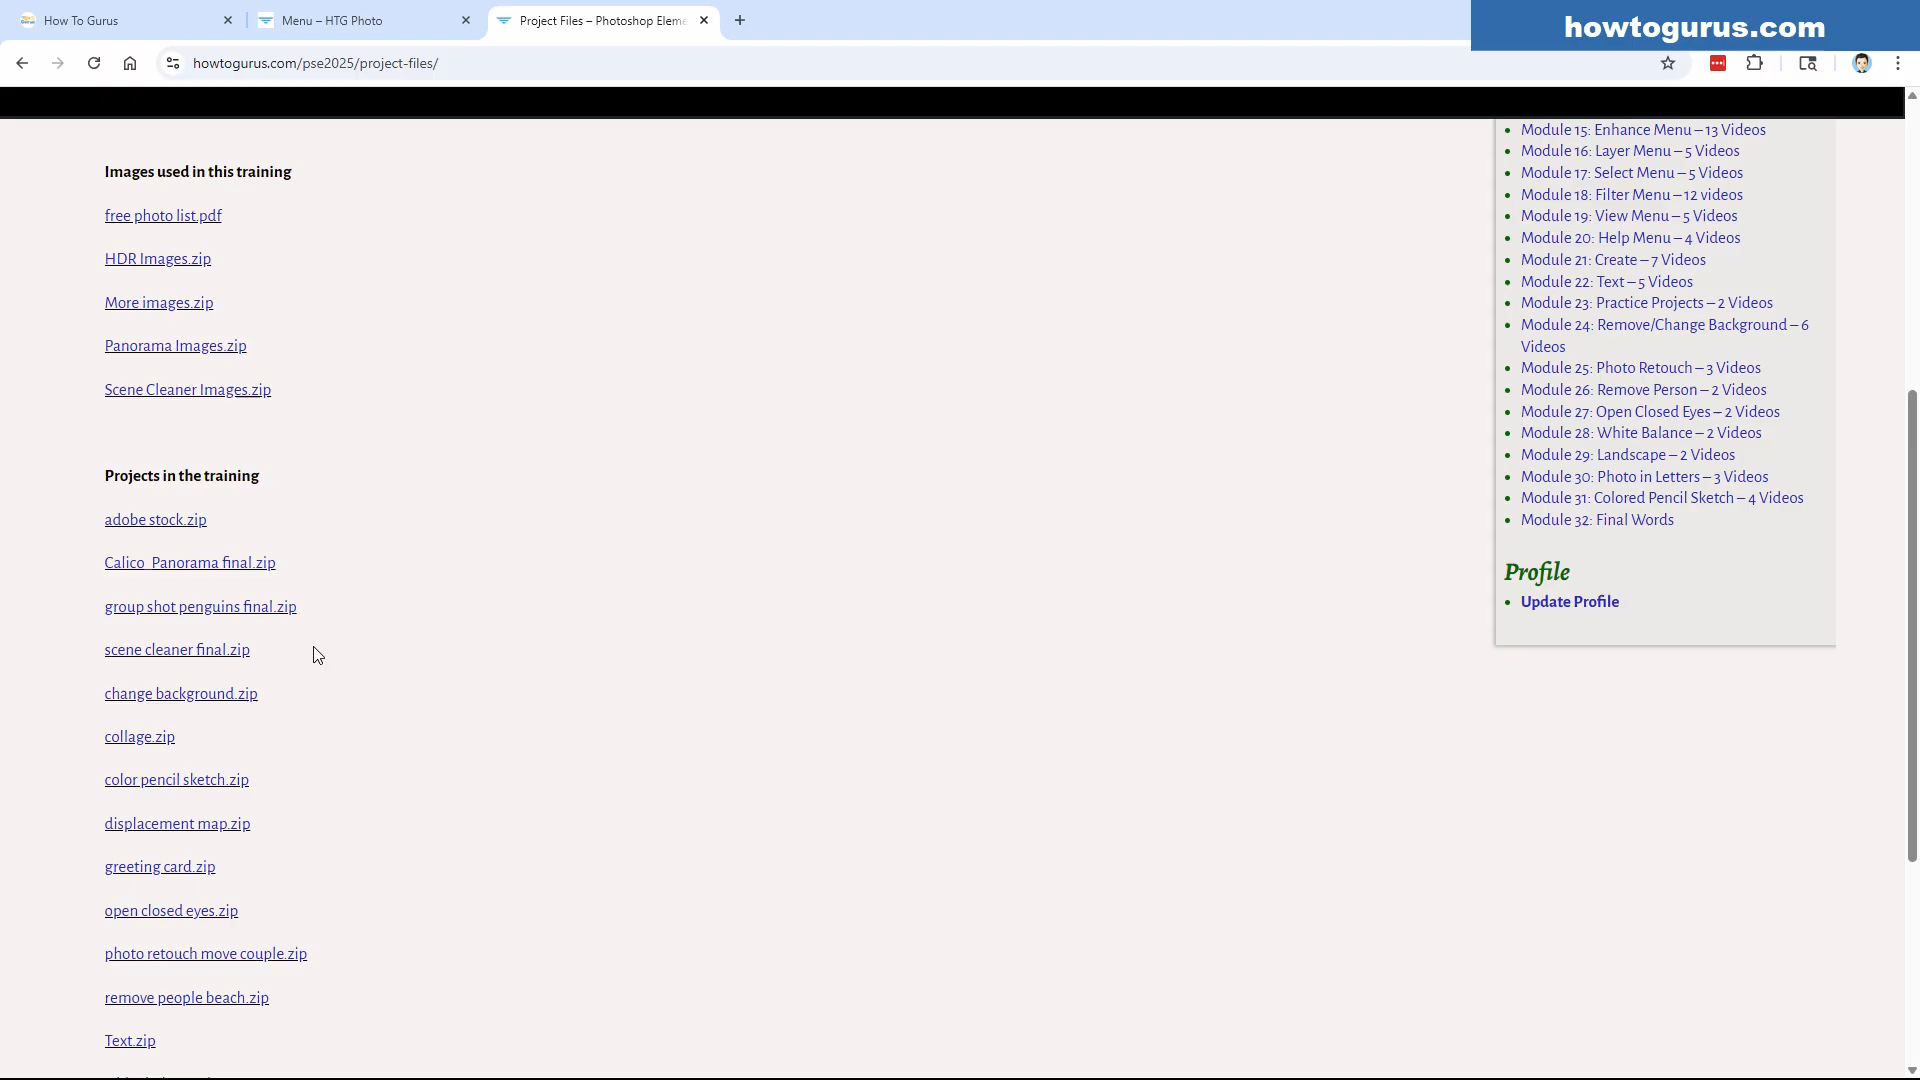 How To Gurus
Menu – HTG Photo
Project Files – Photoshop Eleme
howtogurus.com
howtogurus.com/pse2025/project-files/
Images used in this training
free photo list.pdf
HDR Images.zip
More images.zip
Panorama Images.zip
Scene Cleaner Images.zip
Projects in the training
adobe stock.zip
Calico_Panorama final.zip
group shot penguins final.zip
scene cleaner final.zip
change background.zip
collage.zip
color pencil sketch.zip
displacement map.zip
greeting card.zip
open closed eyes.zip
photo retouch move couple.zip
remove people beach.zip
Text.zip
Module 15: Enhance Menu – 13 Videos
Module 16: Layer Menu – 5 Videos
Module 17: Select Menu – 5 Videos
Module 18: Filter Menu – 12 videos
Module 19: View Menu – 5 Videos
Module 20: Help Menu – 4 Videos
Module 21: Create – 7 Videos
Module 22: Text – 5 Videos
Module 23: Practice Projects – 2 Videos
Module 24: Remove/Change Background – 6
Videos
Module 25: Photo Retouch – 3 Videos
Module 26: Remove Person – 2 Videos
Module 27: Open Closed Eyes – 2 Videos
Module 28: White Balance – 2 Videos
Module 29: Landscape – 2 Videos
Module 30: Photo in Letters – 3 Videos
Module 31: Colored Pencil Sketch – 4 Videos
Module 32: Final Words
Profile
Update Profile